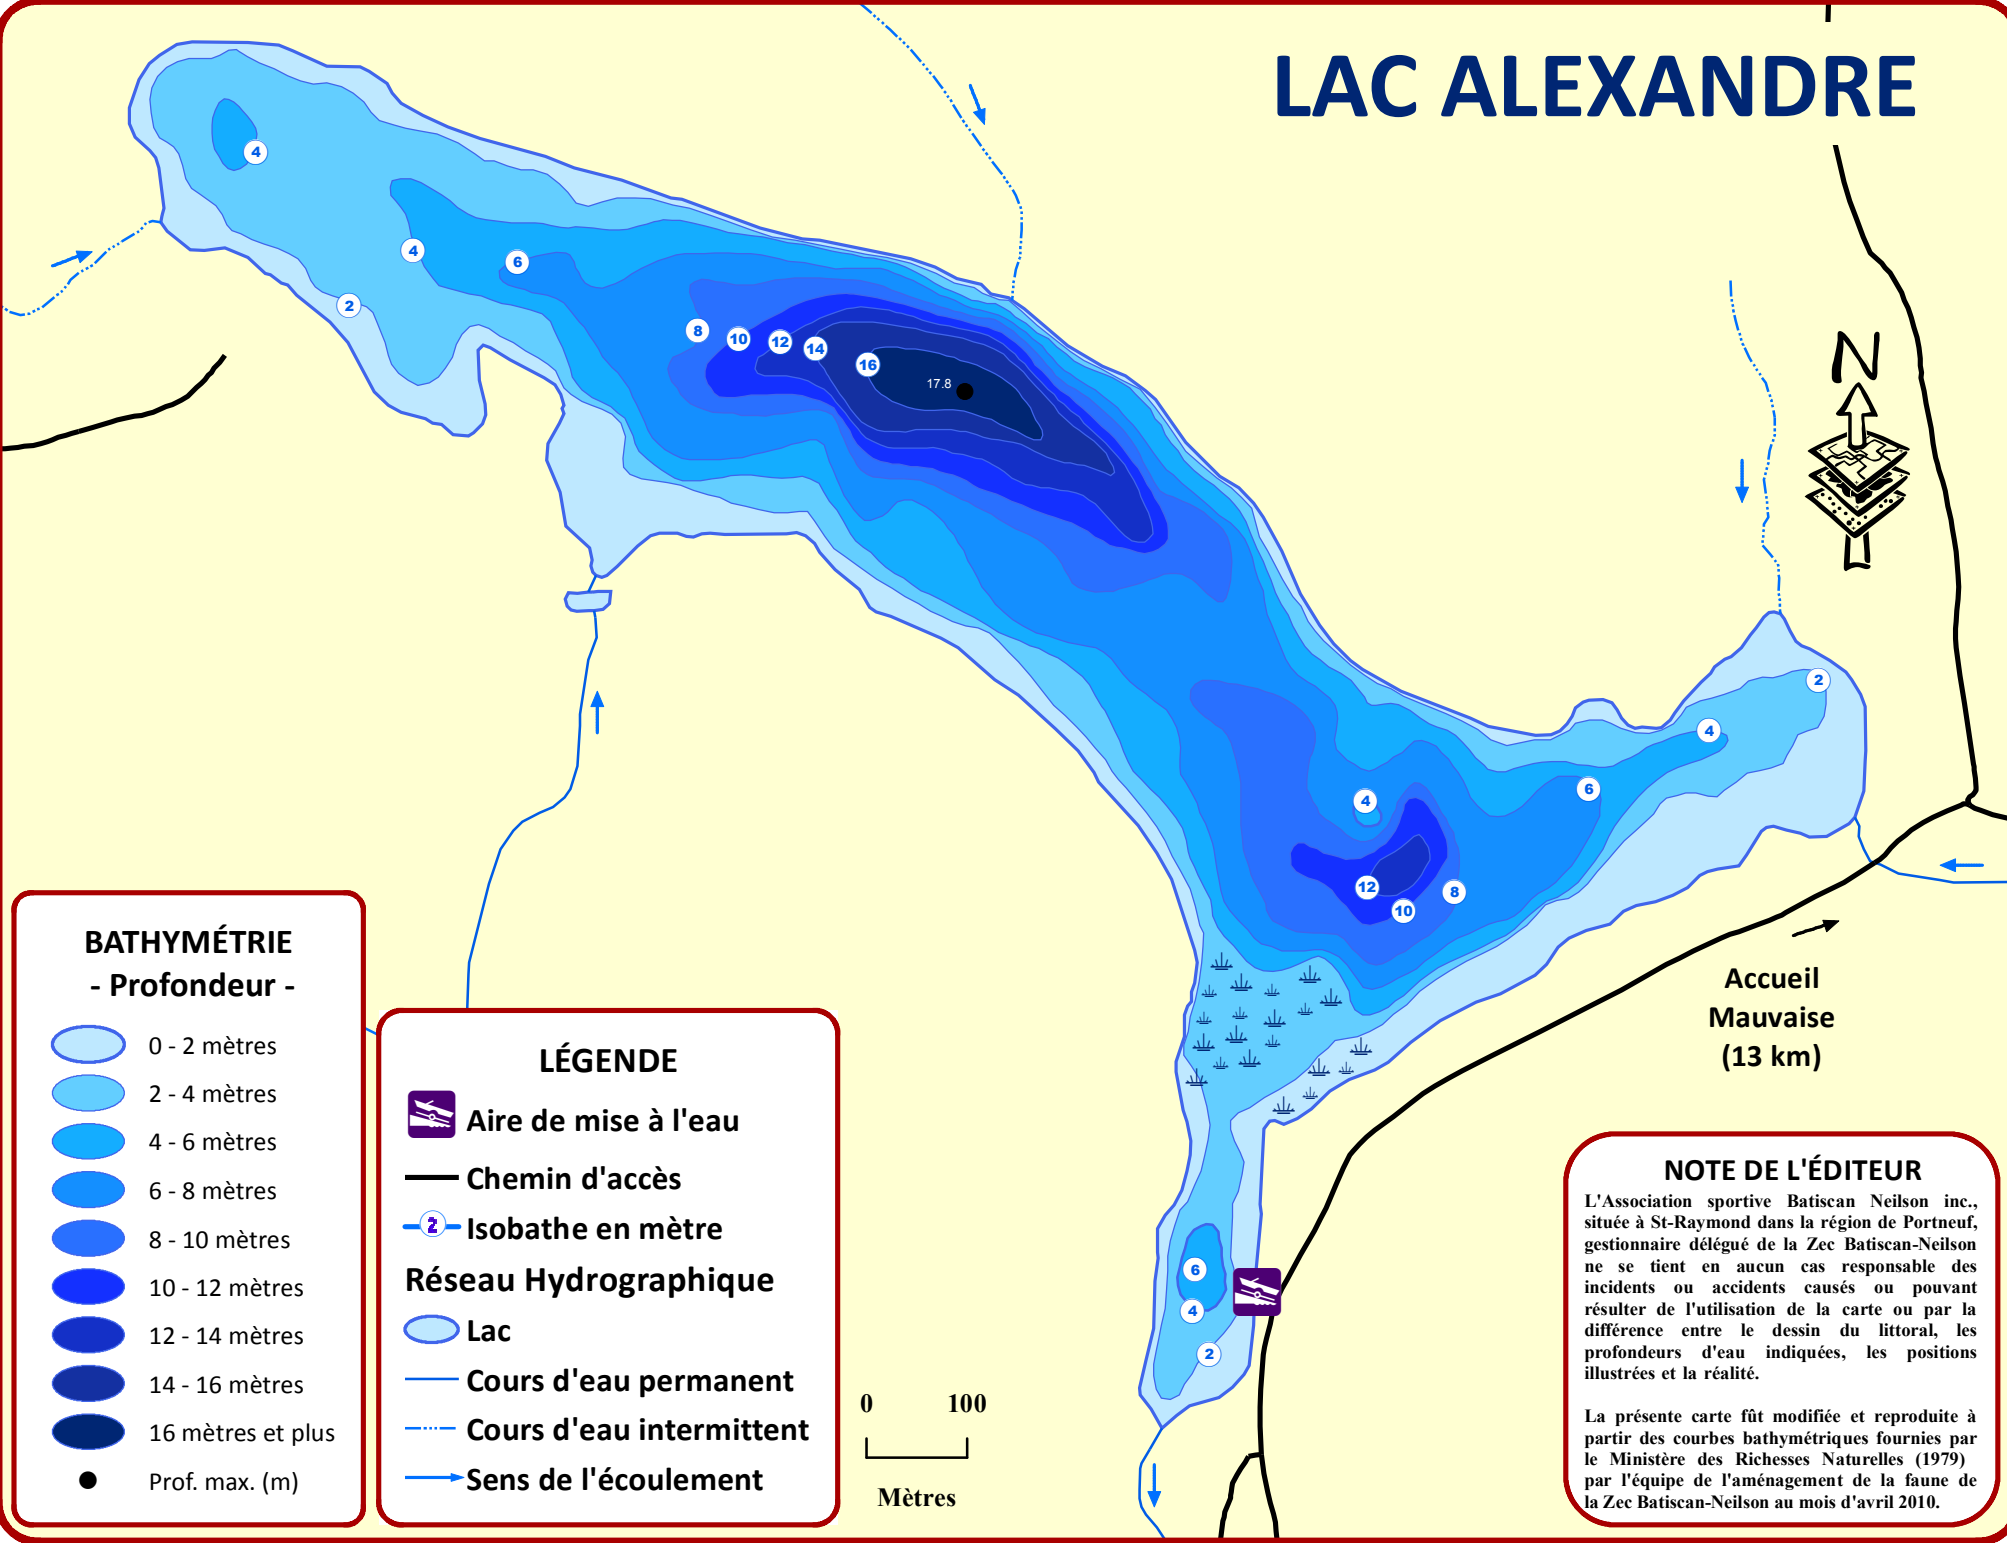 LAC ALEXANDRE
4
4
6
2
8
10
12
14
16
17.8
N
2
4
6
4
12
10
8
6
4
2
Accueil
Mauvaise
(13 km)
BATHYMÉTRIE
- Profondeur -
0 - 2 mètres
2 - 4 mètres
4 - 6 mètres
6 - 8 mètres
8 - 10 mètres
10 - 12 mètres
12 - 14 mètres
14 - 16 mètres
16 mètres et plus
Prof. max. (m)
LÉGENDE
Aire de mise à l'eau
Chemin d'accès
2
Isobathe en mètre
Réseau Hydrographique
Lac
Cours d'eau permanent
Cours d'eau intermittent
Sens de l'écoulement
0 100
Mètres
NOTE DE L'ÉDITEUR
L'Association sportive Batiscan Neilson inc.,
située à St-Raymond dans la région de Portneuf,
gestionnaire délégué de la Zec Batiscan-Neilson
ne se tient en aucun cas responsable des
incidents ou accidents causés ou pouvant
résulter de l'utilisation de la carte ou par la
différence entre le dessin du littoral, les
profondeurs d'eau indiquées, les positions
illustrées et la réalité.
La présente carte fût modifiée et reproduite à
partir des courbes bathymétriques fournies par
le Ministère des Richesses Naturelles (1979)
par l'équipe de l'aménagement de la faune de
la Zec Batiscan-Neilson au mois d'avril 2010.